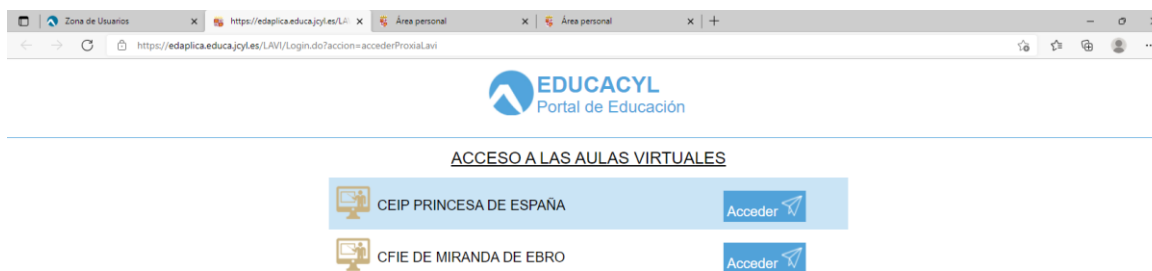 Zona de Usuarios
https://edaplica.educa.jcyl.es/LA
Área personal
Área personal
https://edaplica.educa.jcyl.es/LAVI/Login.do?accion=accederProxiaLavi
EDUCACYL
Portal de Educación
ACCESO A LAS AULAS VIRTUALES
CEIP PRINCESA DE ESPAÑA
Acceder
CFIE DE MIRANDA DE EBRO
Acceder